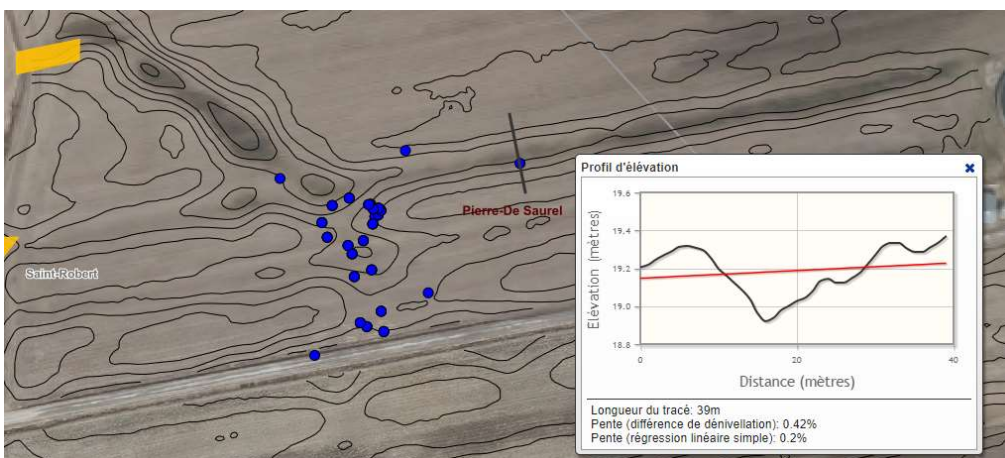 Pierre-De Saurel
Saint-Robert
Profil d'élévation
19.6
19.4
19.2
19.0
18.8
Elévation (mètres)
0
20
40
Distance (mètres)
Longueur du tracé: 39m
Pente (différence de dénivellation): 0.42%
Pente (régression linéaire simple): 0.2%